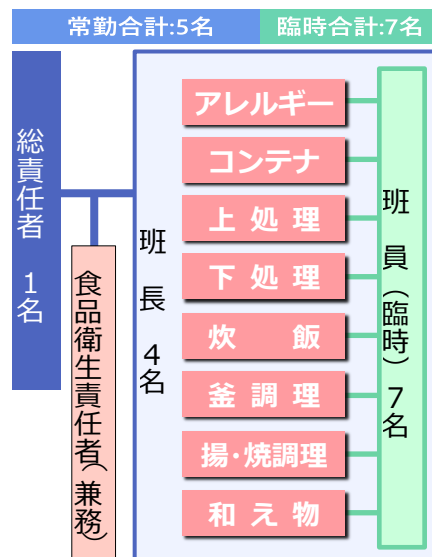 常勤合計:5名
臨時合計:7名
総責任者 1名
食品衛生責任者(兼務)
班長 4名
アレルギー
コンテナ
上処理
下処理
炊飯
釜調理
揚・焼調理
和え物
班員(臨時)7名